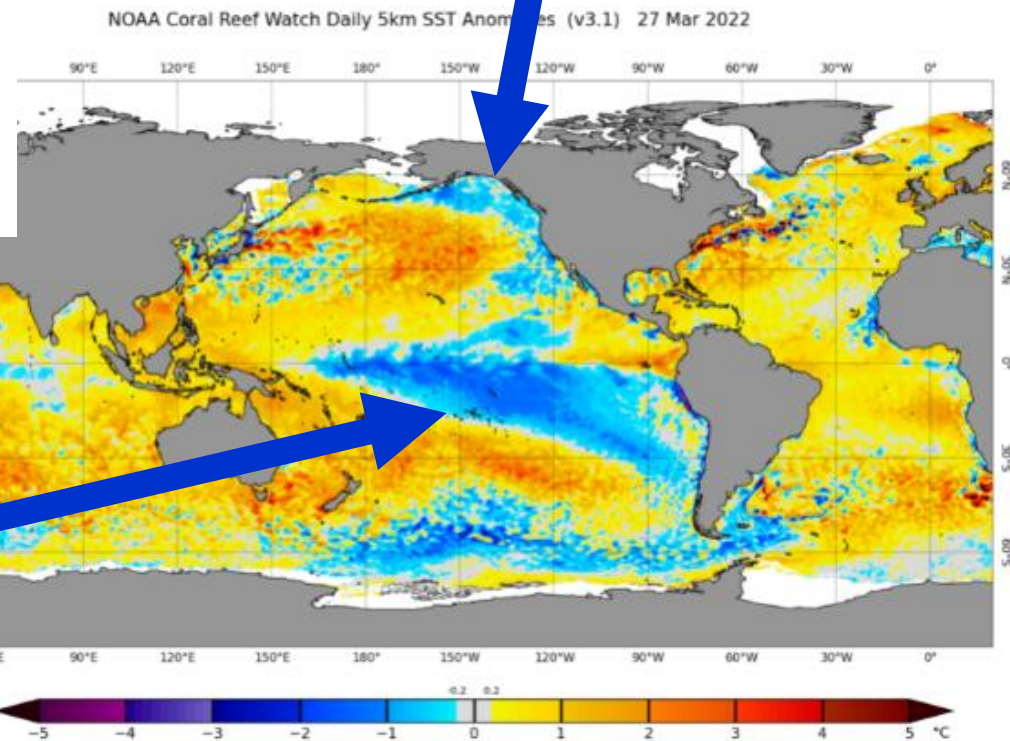 NOAA Coral Reef Watch Daily 5km SST Anom es (v3.1) 27 Mar 2022
90°E 120°E 150°E 180° 150°W 120°W 90°W 60°W 30°W 0°
60°N
30°N
0°
30°S
60°S
E 90°E 120°E 150°E 180° 150°W 120°W 90°W 60°W 30°W 0°
-0.2 0.2
-5 -4 -3 -2 -1 0 1 2 3 4 5 °C